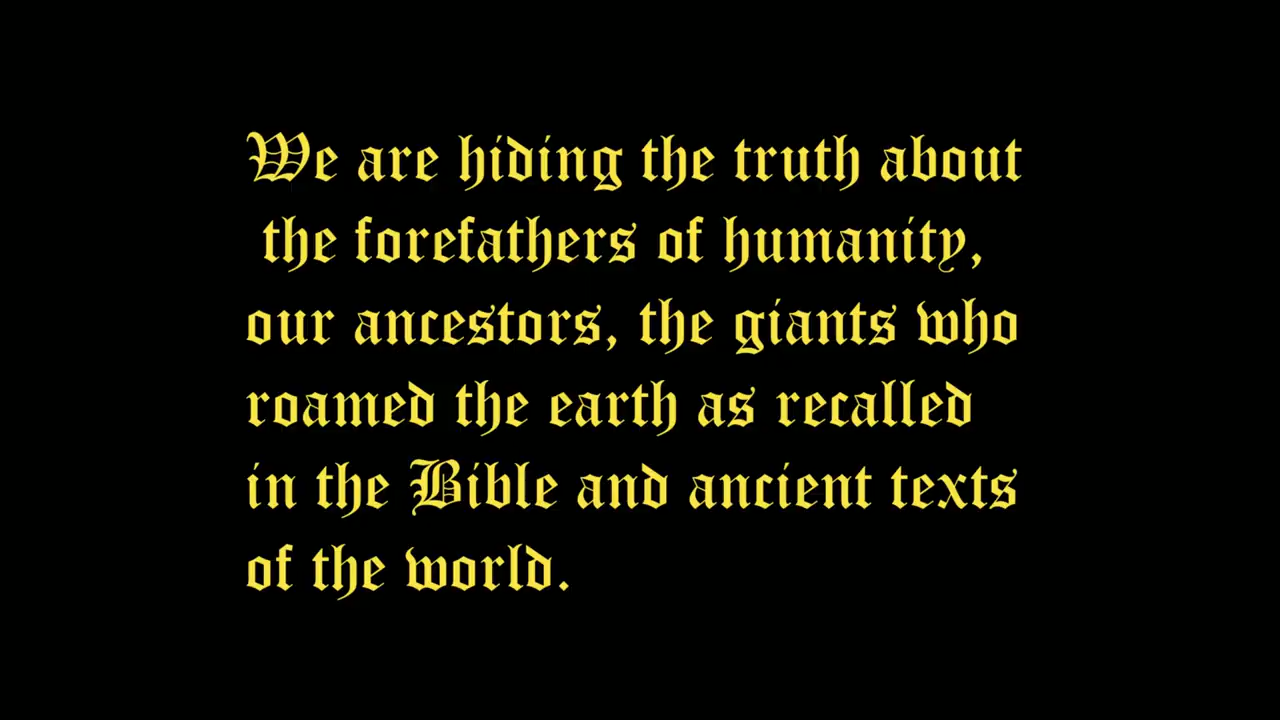 We are hiding the truth about
the forefathers of humanity,
our ancestors, the giants who
roamed the earth as recalled
in the Bible and ancient texts
of the world.